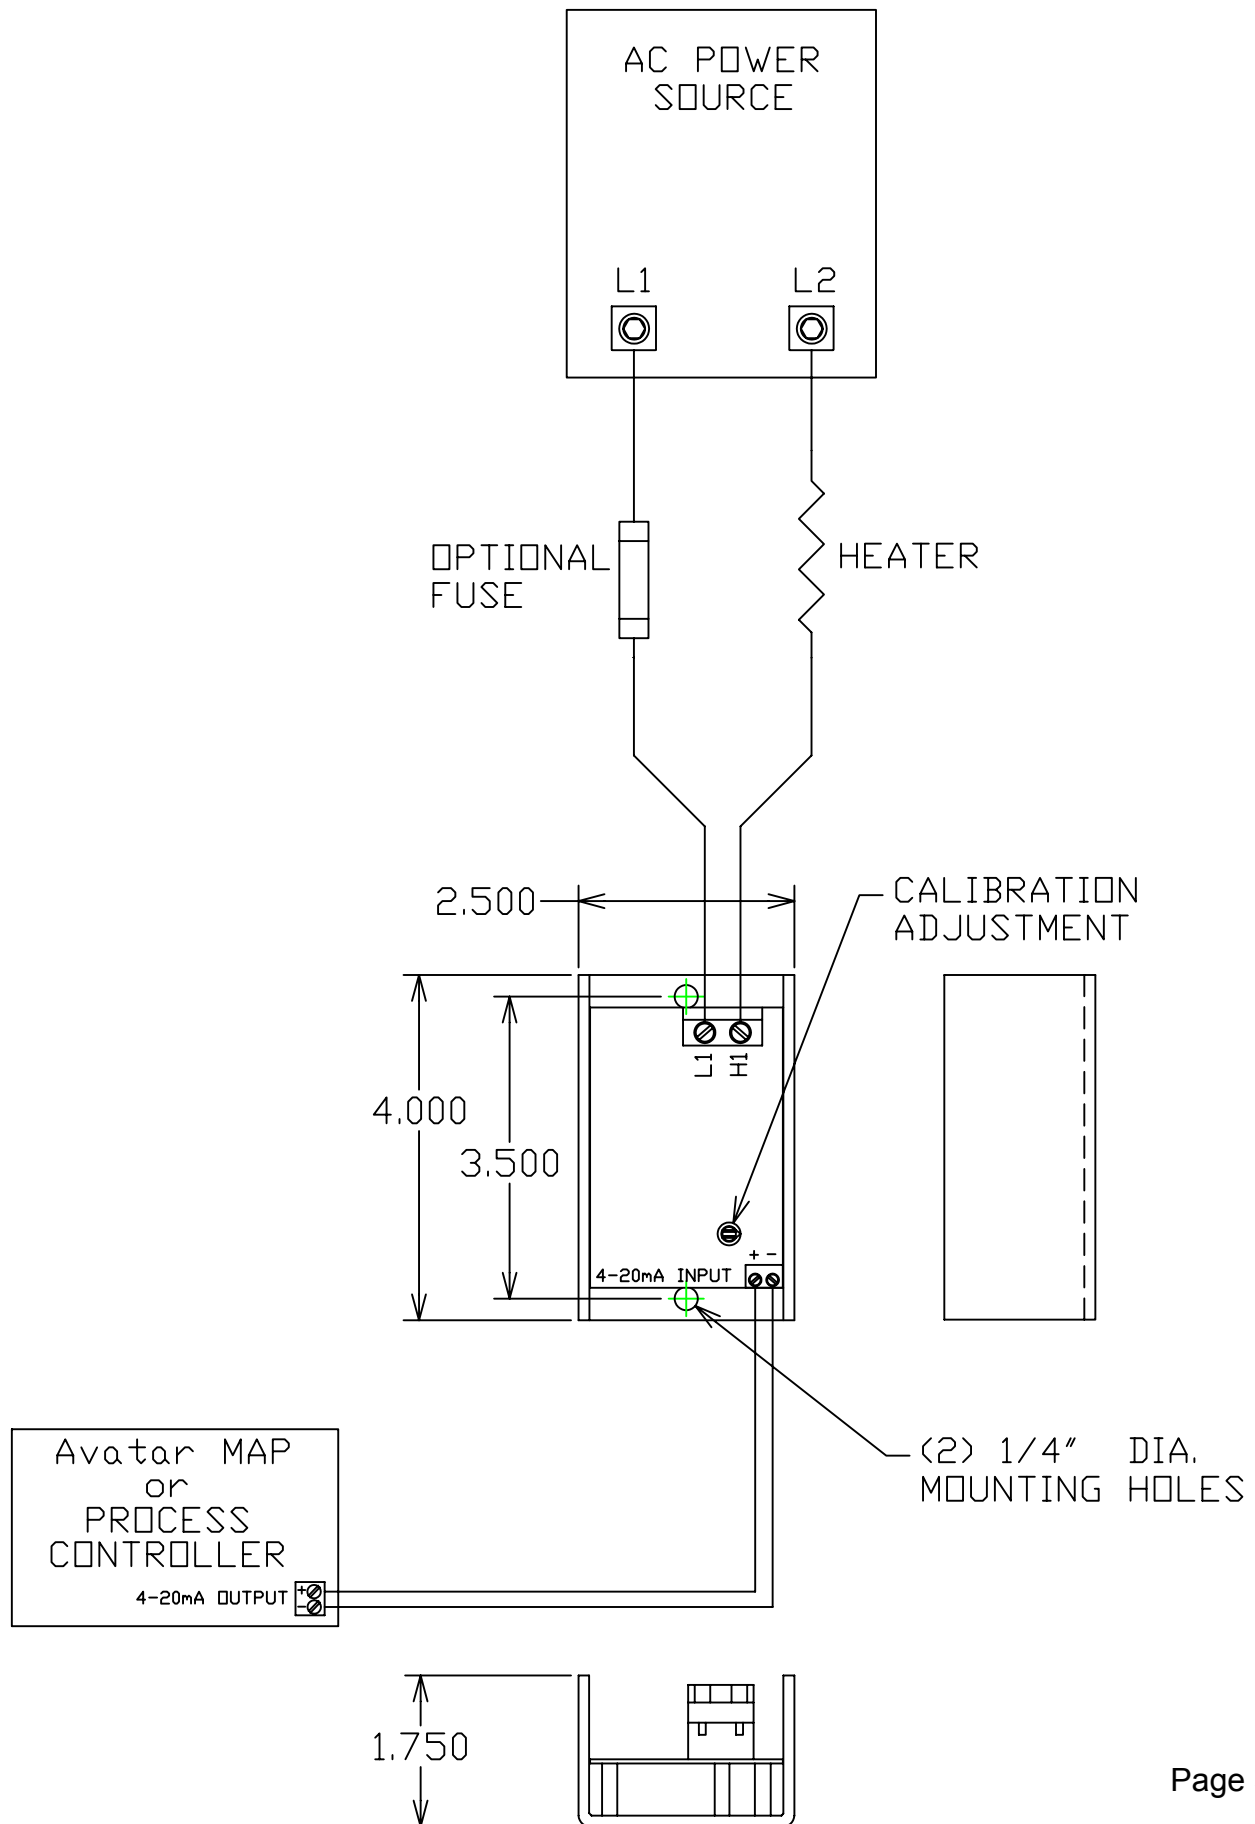 AC POWER
SOURCE
L1
L2
OPTIONAL
FUSE
HEATER
2.500
CALIBRATION
ADJUSTMENT
L1
H1
4.000
3.500
+ -
4-20mA INPUT
(2) 1/4" DIA.
MOUNTING HOLES
Avatar MAP
or
PROCESS
CONTROLLER
4-20mA OUTPUT
+
-
1.750
Page